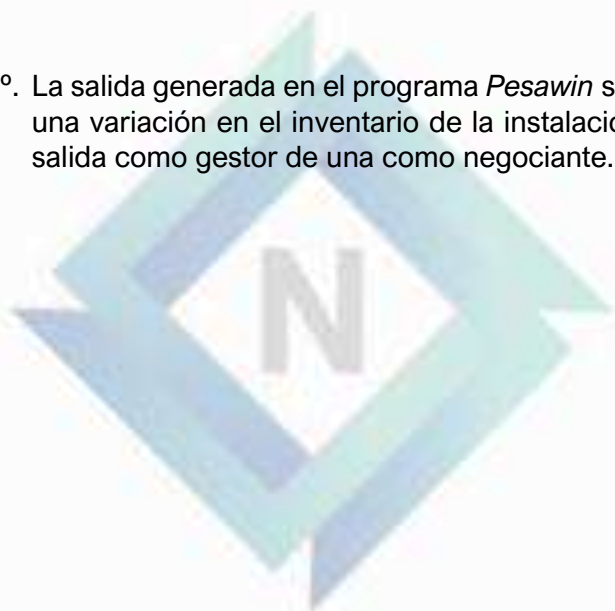 º. La salida generada en el programa Pesawin s
una variación en el inventario de la instalaci
salida como gestor de una como negociante.
N